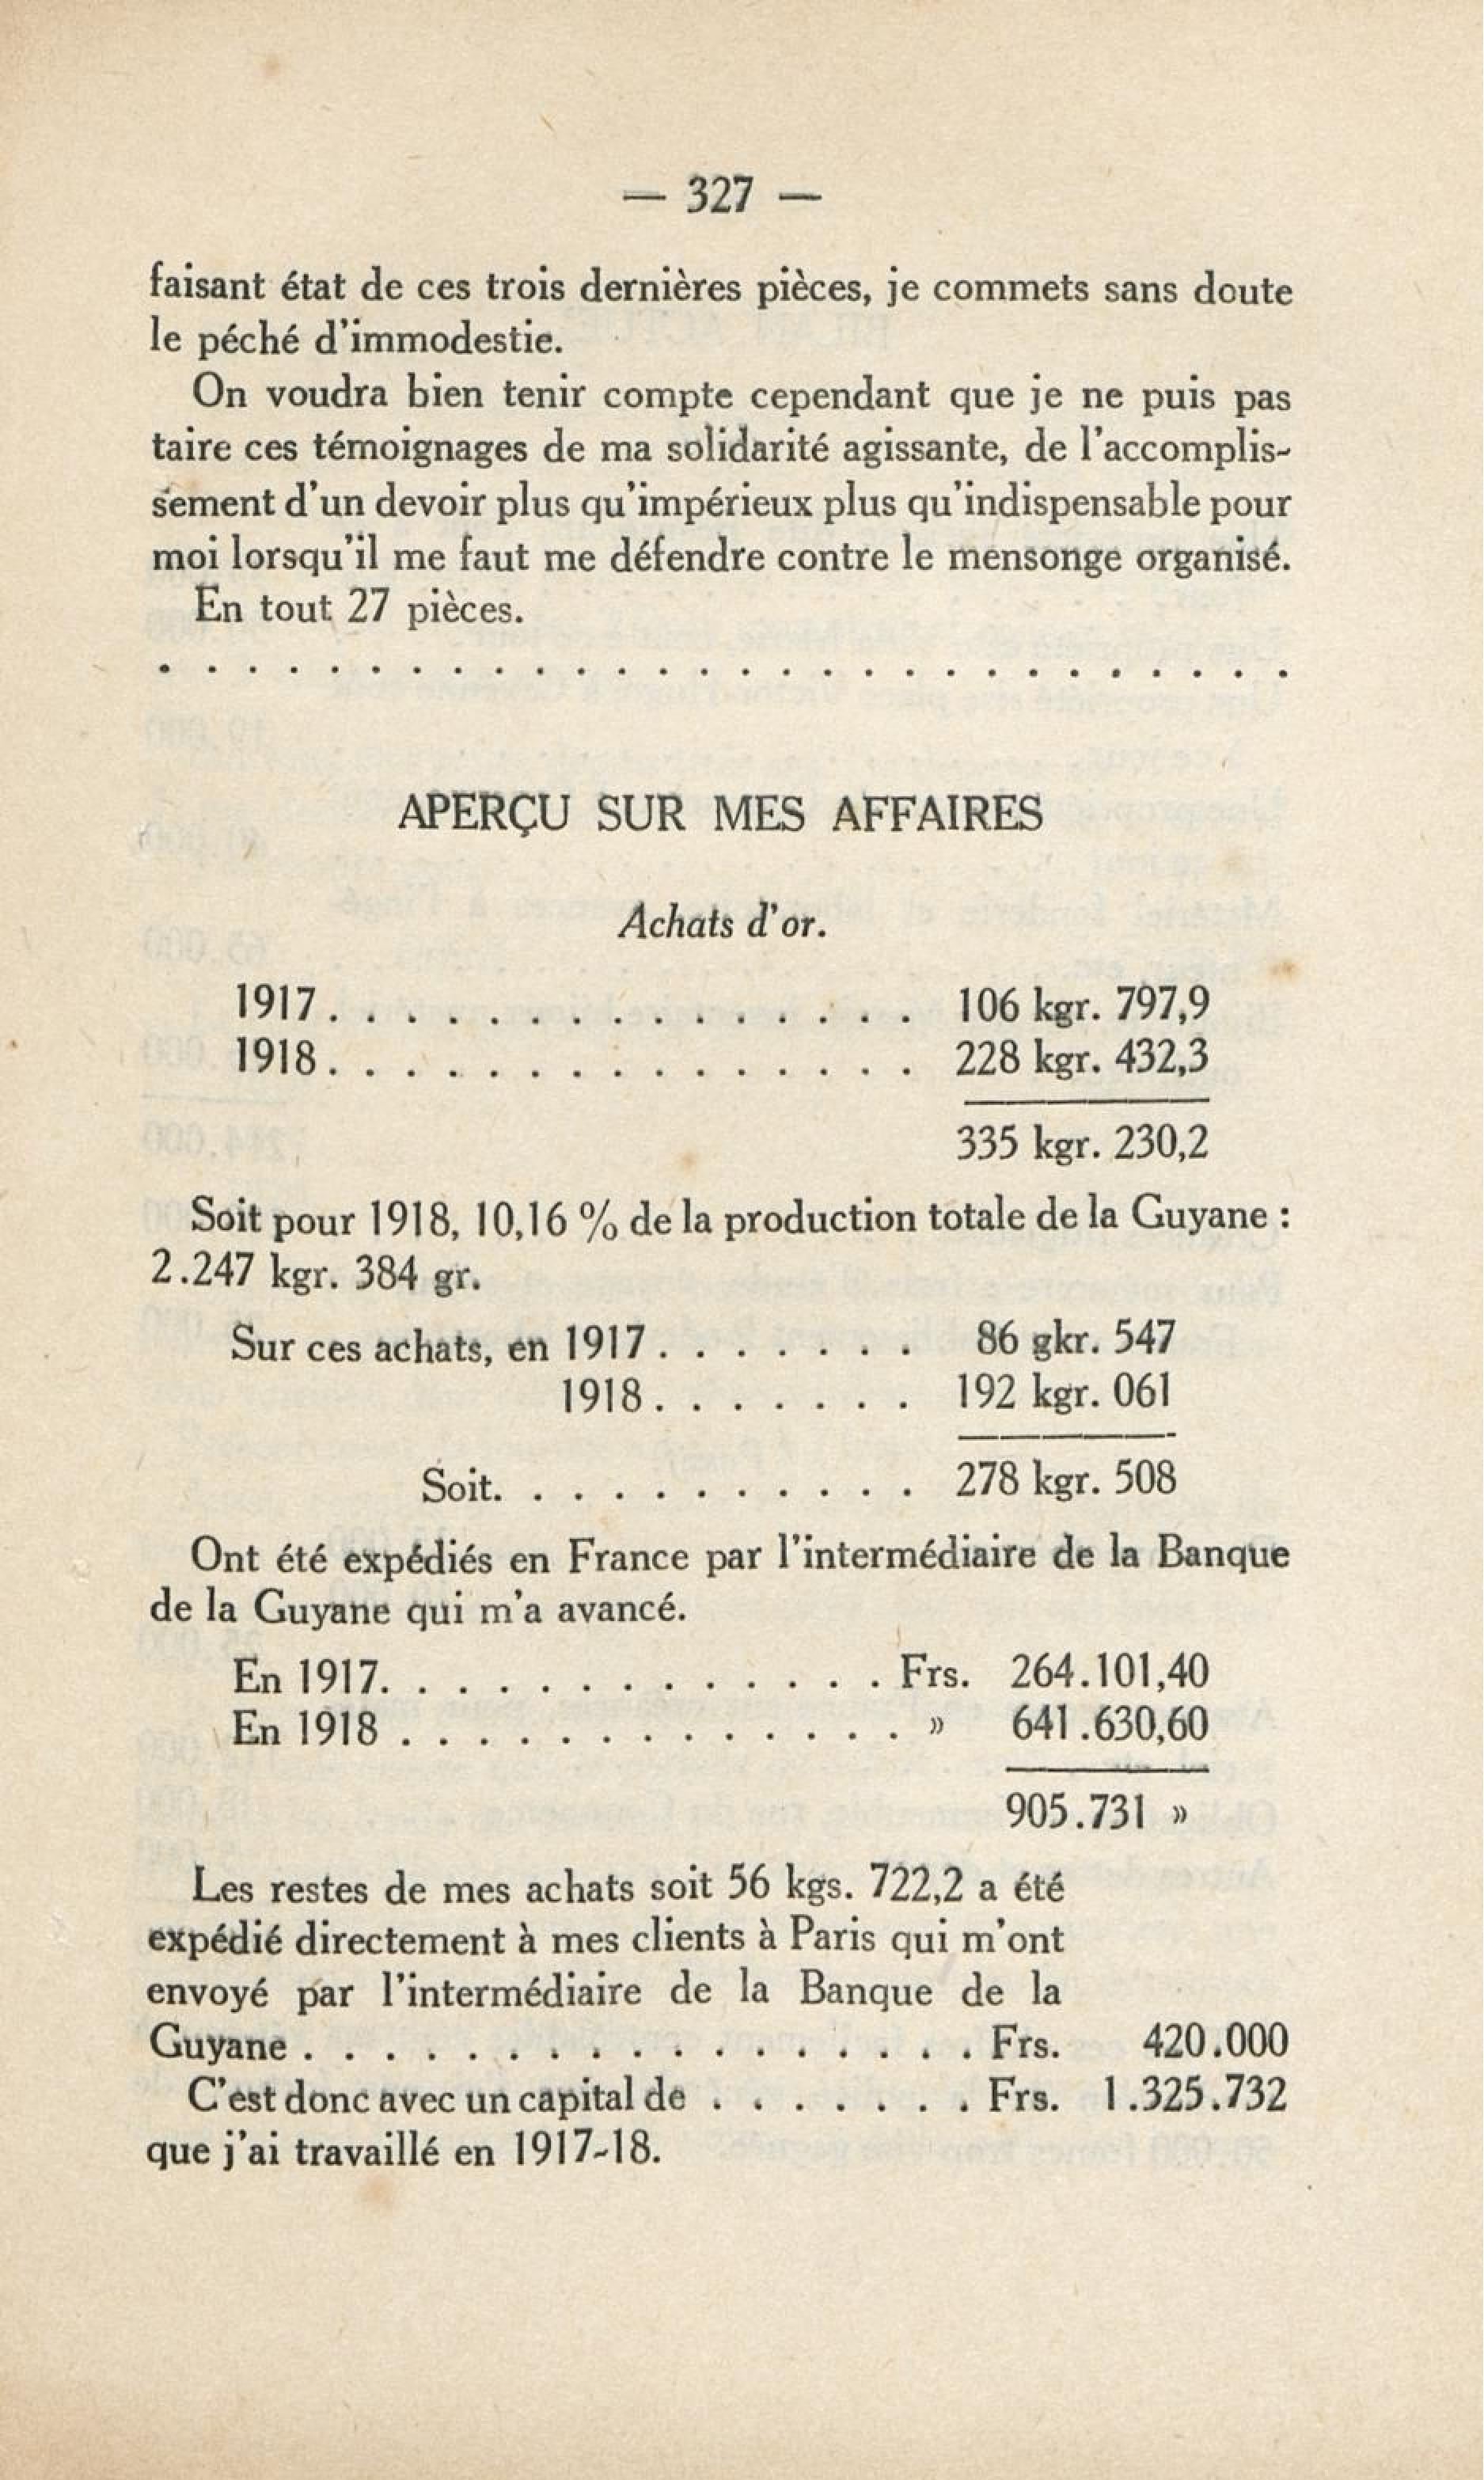 — 327 —
faisant état de ces trois dernières pièces, je commets sans doute
le péché d'immodestie.
On voudra bien tenir compte cependant que je ne puis pas
taire ces témoignages de ma solidarité agissante, de l'accomplis-
sement d'un devoir plus qu'impérieux plus qu'indispensable pour
moi lorsqu'il me faut me défendre contre le mensonge organisé.
En tout 27 pièces.
. . . . . . . . . . . . . . . . . . . . . . . . . . . .
APERÇU SUR MES AFFAIRES
Achats d'or.
1917. . . . . . . . . . . . . . . 106 kgr. 797,9
1918. . . . . . . . . . . . . . . 228 kgr. 432,3
335 kgr. 230,2
Soit pour 1918, 10,16 % de la production totale de la Guyane :
2.247 kgr. 384 gr.
Sur ces achats, en 1917. . . . . . . 86 gkr. 547
1918. . . . . . . 192 kgr. 061
Soit. . . . . . . . . . . 278 kgr. 508
Ont été expédiés en France par l'intermédiaire de la Banque
de la Guyane qui m'a avancé.
En 1917. . . . . . . . . . . . . Frs. 264.101,40
En 1918 . . . . . . . . . . . . . » 641.630,60
905.731 »
Les restes de mes achats soit 56 kgs. 722,2 a été
expédié directement à mes clients à Paris qui m'ont
envoyé par l'intermédiaire de la Banque de la
Guyane . . . . . . . . . . . . . . . . . Frs. 420.000
C'est donc avec un capital de . . . . . . . Frs. 1.325.732
que j'ai travaillé en 1917-18.